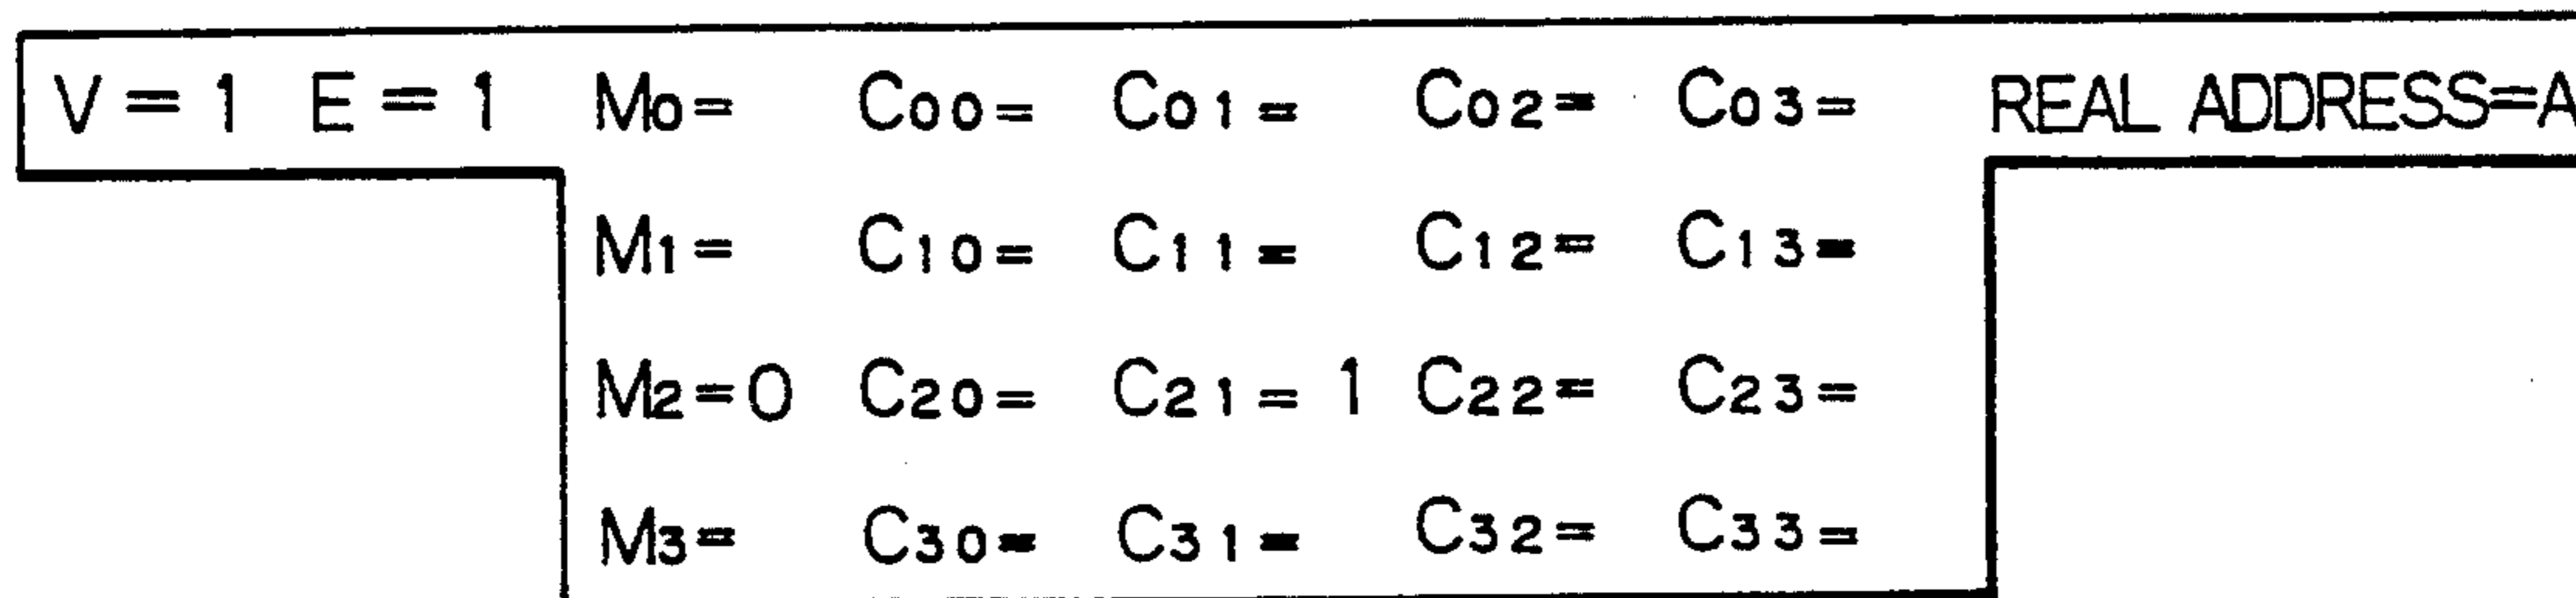 V = 1 E = 1 M0= C00= C01= C02= C03= REAL ADDRESS=A
M1= C10= C11= C12= C13=
M2=0 C20= C21= 1 C22= C23=
M3= C30= C31= C32= C33=